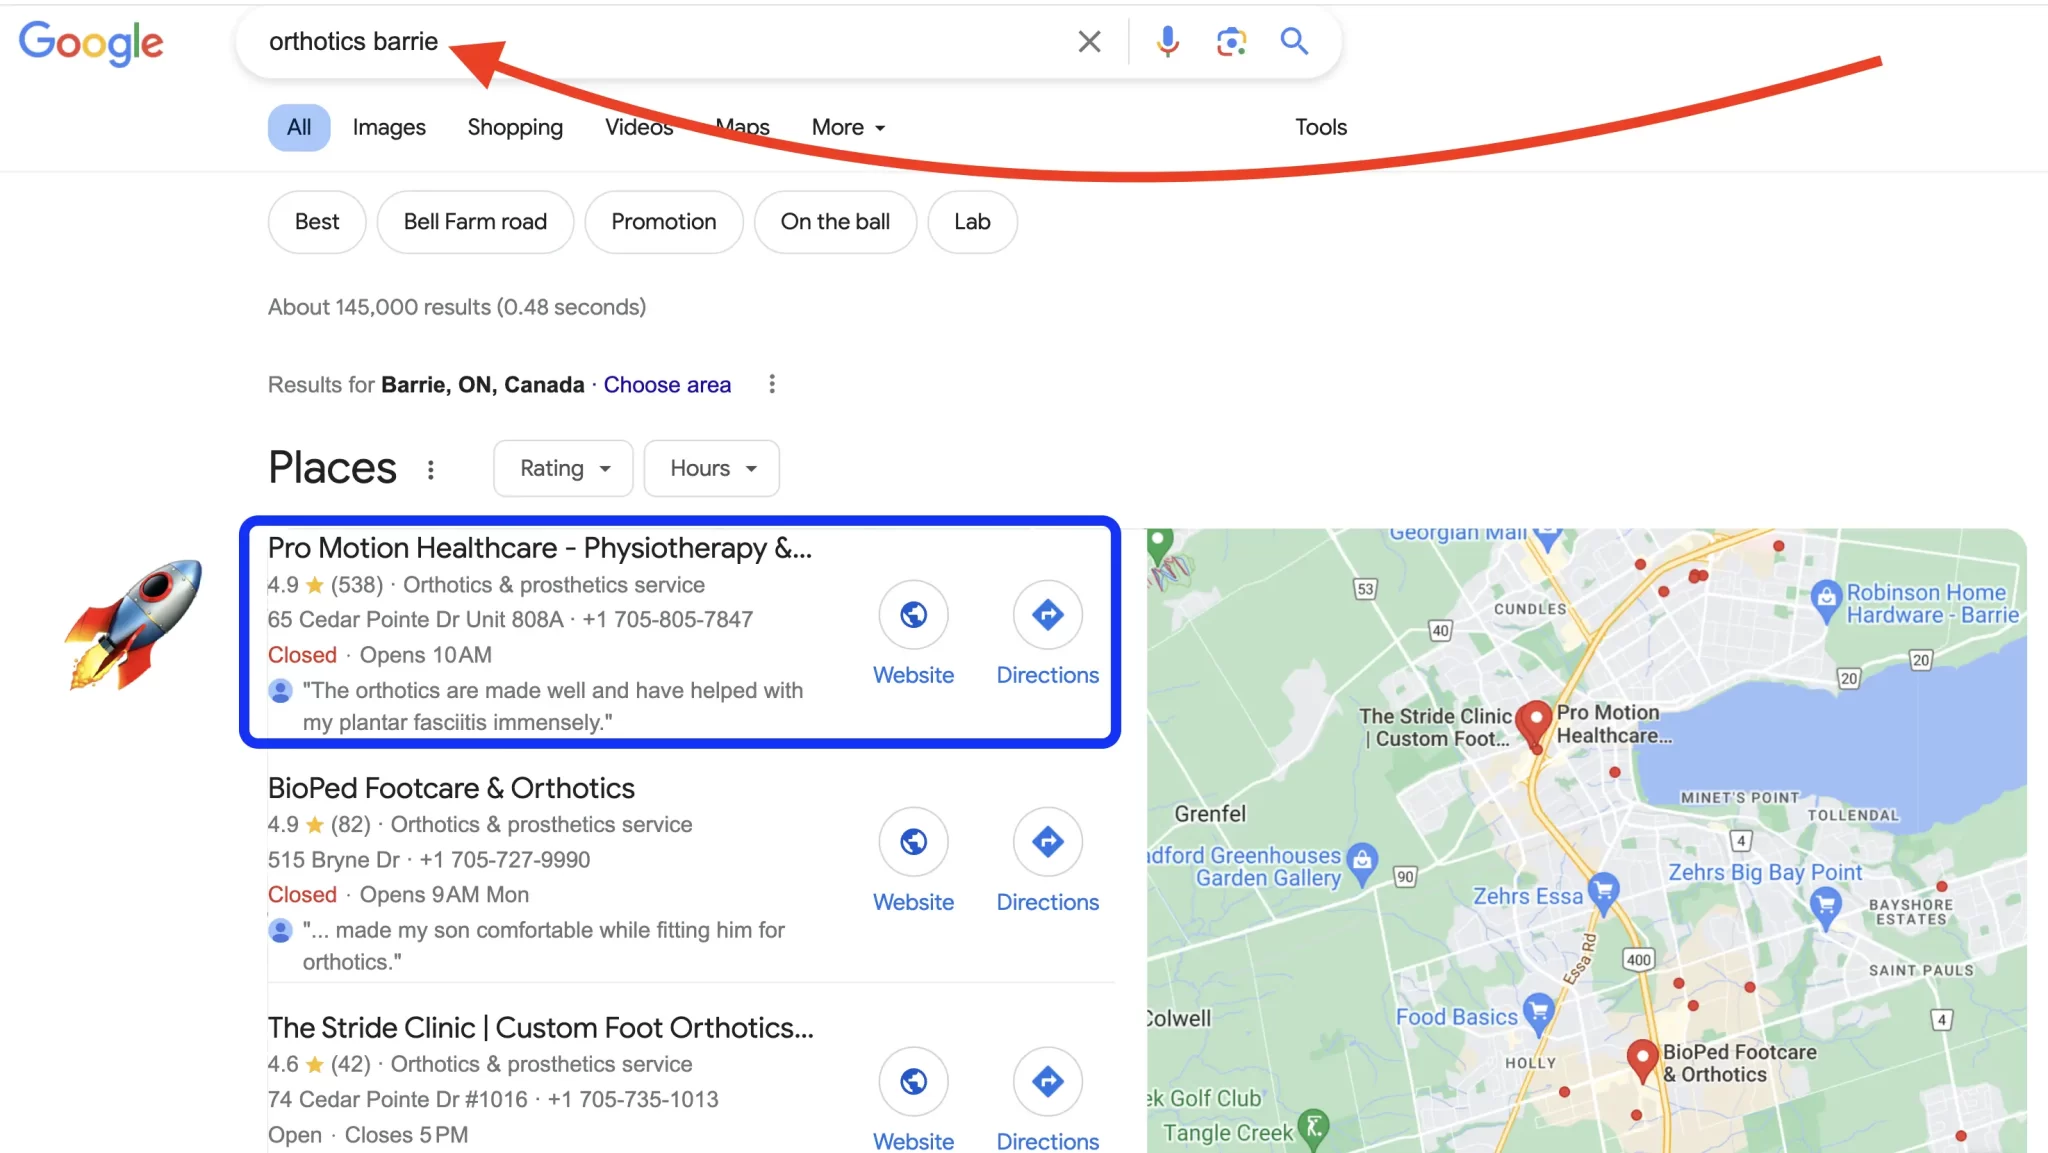 Google
orthotics barrie
All Images Shopping Videos Maps More
Tools
Best Bell Farm road Promotion On the ball Lab
About 145,000 results (0.48 seconds)
Results for Barrie, ON, Canada · Choose area
Places
Rating Hours
Pro Motion Healthcare - Physiotherapy &...
4.9 (538) · Orthotics & prosthetics service
65 Cedar Pointe Dr Unit 808A · +1 705-805-7847
Closed · Opens 10 AM
"The orthotics are made well and have helped with
my plantar fasciitis immensely."
Website Directions
BioPed Footcare & Orthotics
4.9 (82) · Orthotics & prosthetics service
515 Bryne Dr · +1 705-727-9990
Closed · Opens 9 AM Mon
"... made my son comfortable while fitting him for
orthotics."
Website Directions
The Stride Clinic | Custom Foot Orthotics...
4.6 (42) · Orthotics & prosthetics service
74 Cedar Pointe Dr #1016 · +1 705-735-1013
Open · Closes 5 PM
Website Directions
Georgian Mall
53
CUNDLES
40
Robinson Home
Hardware - Barrie
20
20
The Stride Clinic
| Custom Foot...
Pro Motion
Healthcare...
MINET'S POINT
TOLLENDAL
Grenfel
4
adford Greenhouses
Garden Gallery
90
Zehrs Big Bay Point
Zehrs Essa
BAYSHORE
ESTATES
Essa Rd
400
SAINT PAULS
Colwell
Food Basics
4
HOLLY
BioPed Footcare
& Orthotics
ek Golf Club
Tangle Creek